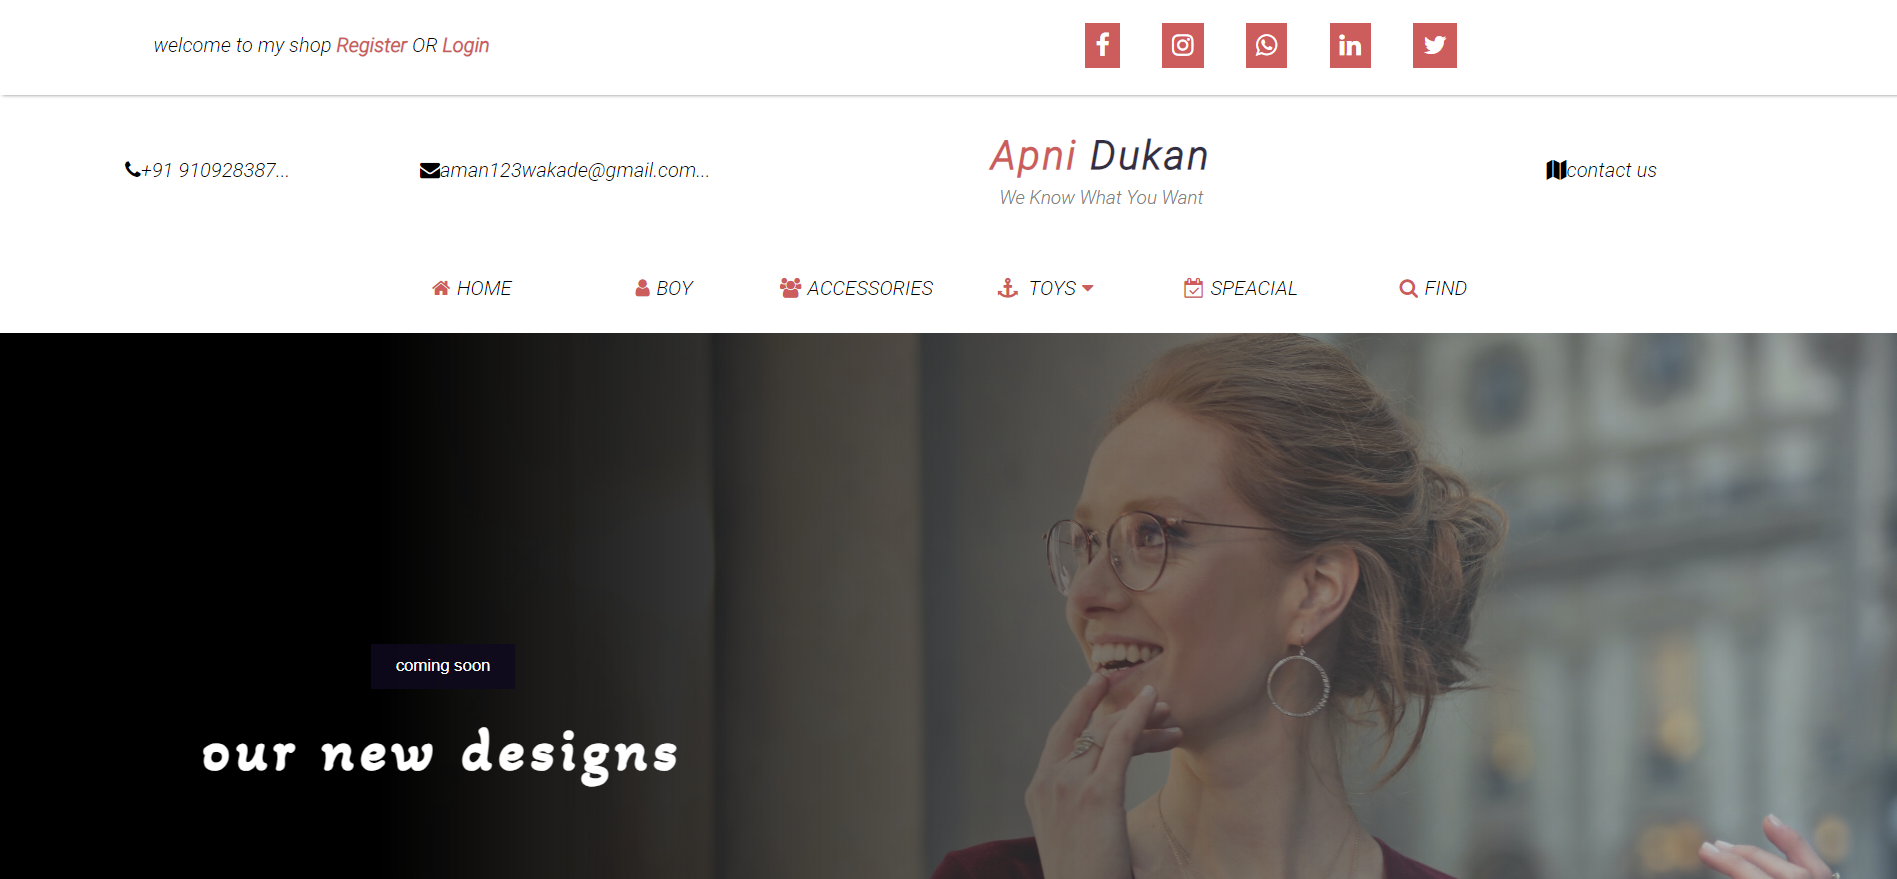 welcome to my shop Register OR Login
+91 910928387...
aman123wakade@gmail.com...
Apni Dukan
We Know What You Want
contact us
HOME
BOY
ACCESSORIES
TOYS
SPEACIAL
FIND
coming soon
our new designs